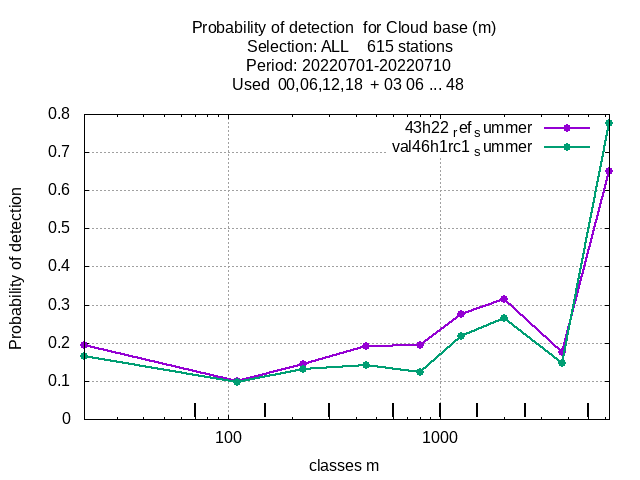 Probability of detection  for Cloud base (m)
Selection: ALL    615 stations
Period: 20220701-20220710
Used  00,06,12,18  + 03 06 ... 48
43h22 ref summer
val46h1rc1 summer
0.8
0.7
0.6
0.5
0.4
0.3
0.2
0.1
0
Probability of detection
100
1000
classes m